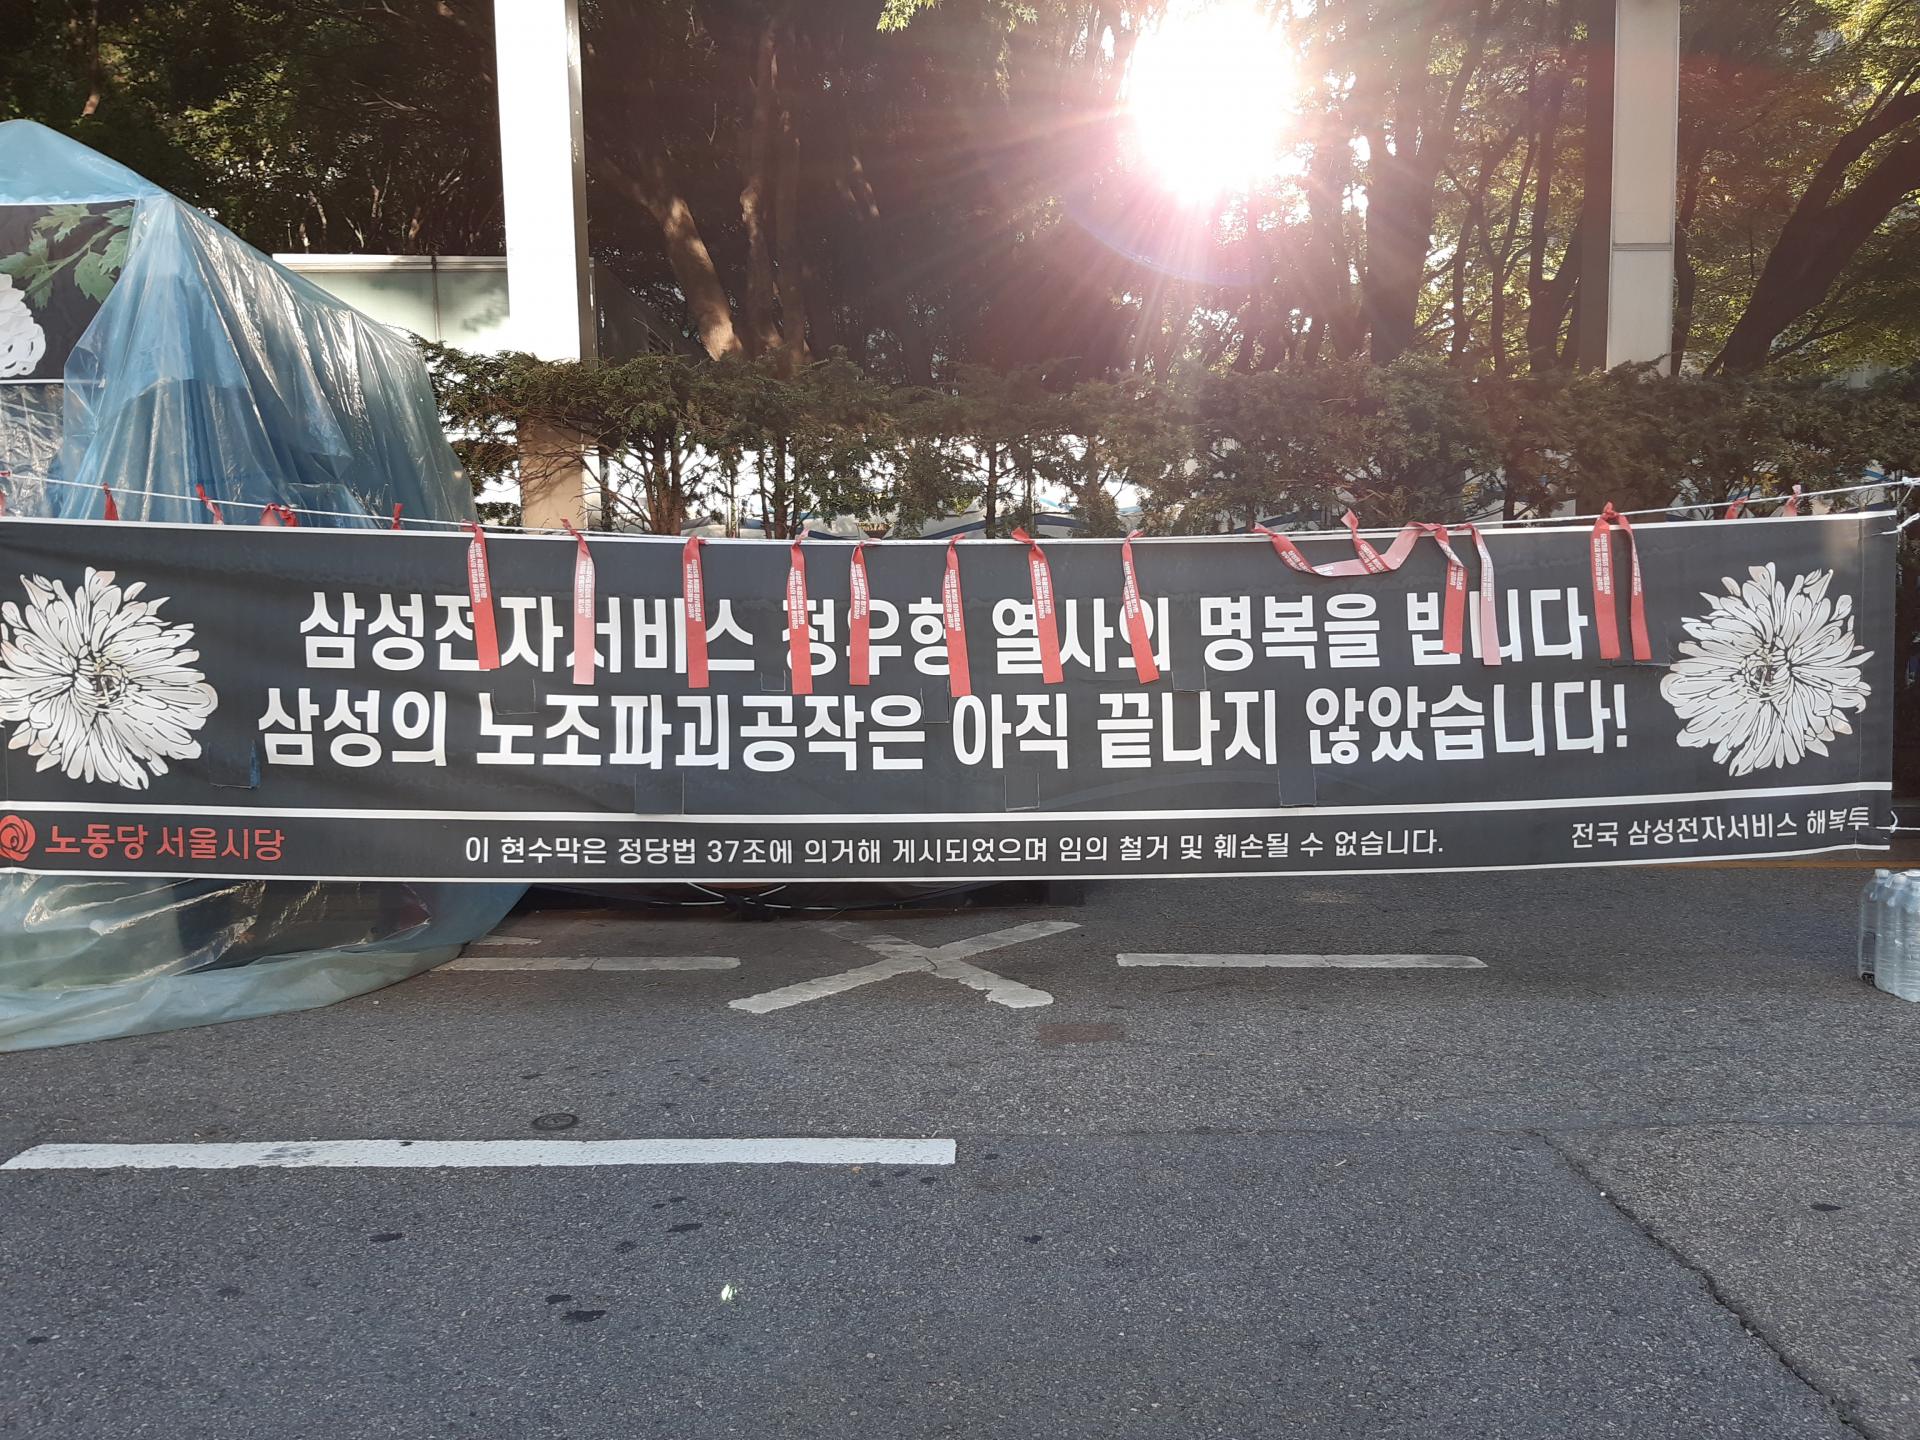 삼성전자서비스 정우형 열사의 명복을 빕니다
삼성의 노조파괴공작은 아직 끝나지 않았습니다!
노동당 서울시당
이 현수막은 정당법 37조에 의거해 게시되었으며 임의 철거 및 훼손될 수 없습니다.
전국 삼성전자서비스 해복투